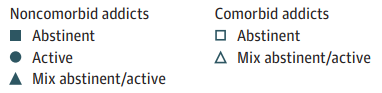 Noncomorbid addicts
Abstinent
Active
Mix abstinent/active
Comorbid addicts
Abstinent
Mix abstinent/active